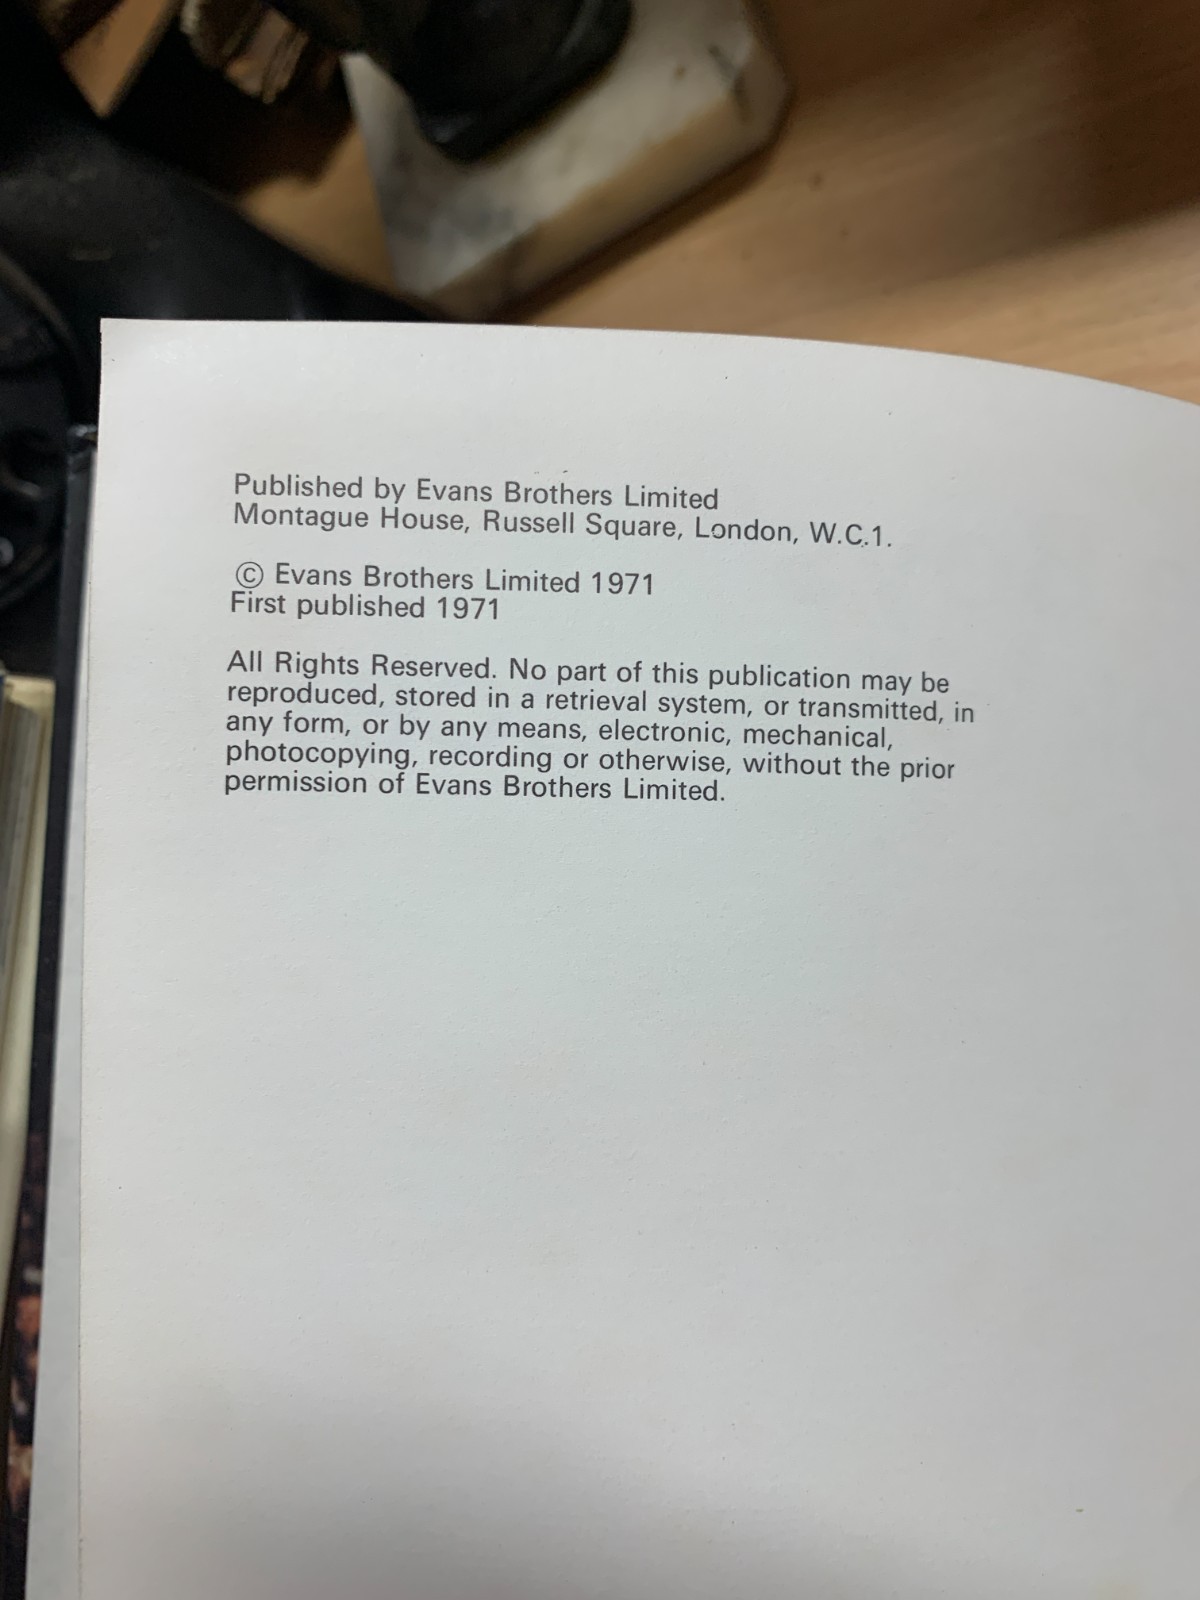 Published by Evans Brothers Limited
Montague House, Russell Square, London, W.C.1.
© Evans Brothers Limited 1971
First published 1971
All Rights Reserved. No part of this publication may be
reproduced, stored in a retrieval system, or transmitted, in
any form, or by any means, electronic, mechanical,
photocopying, recording or otherwise, without the prior
permission of Evans Brothers Limited.